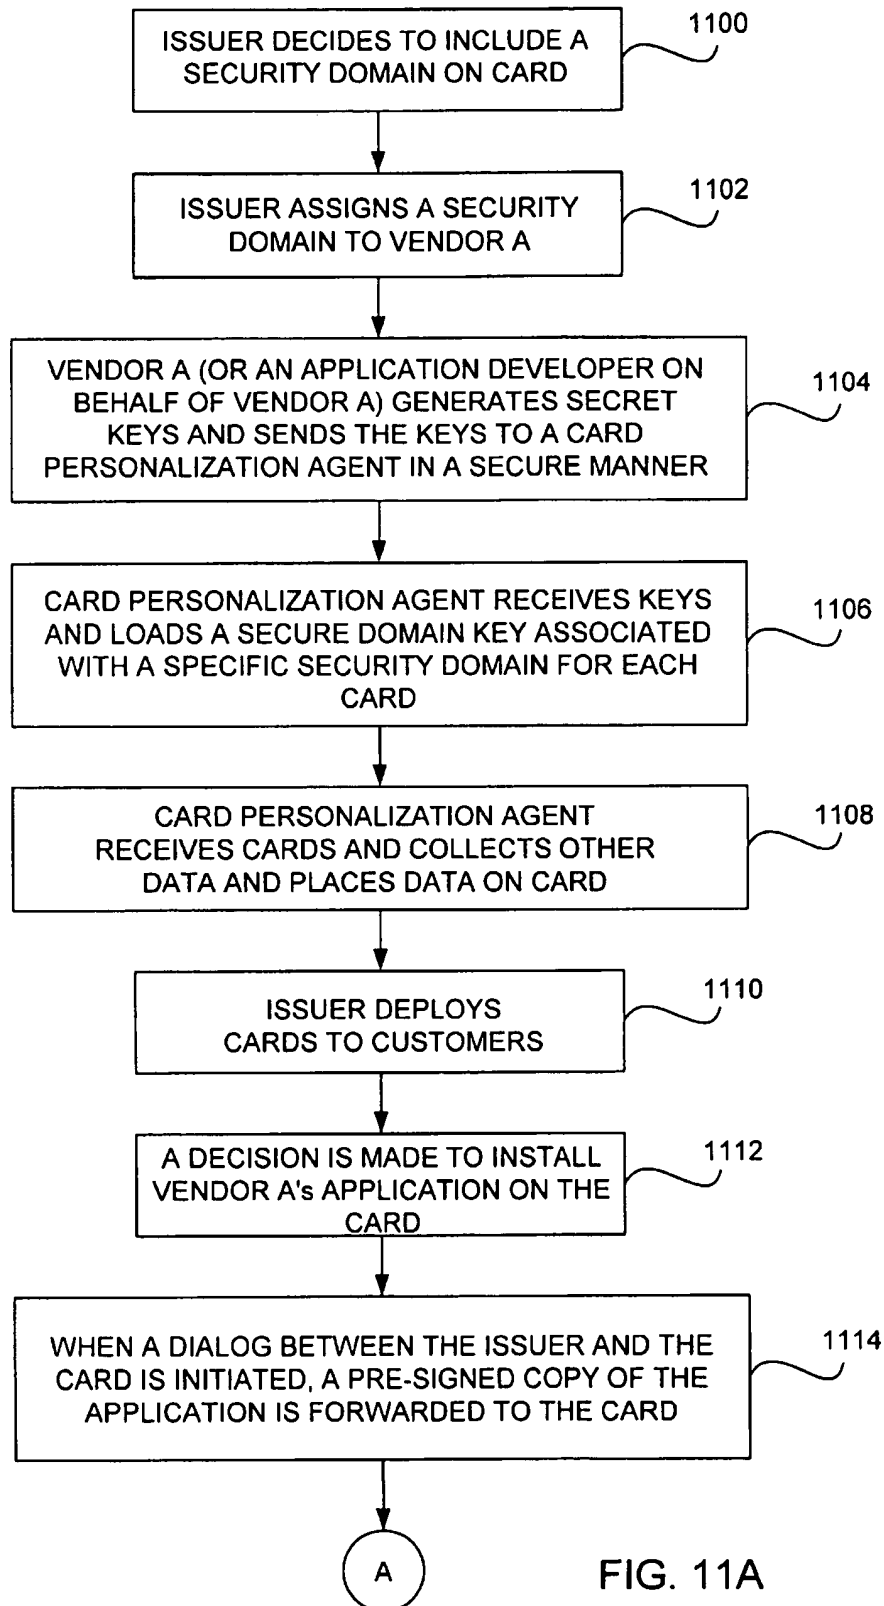 1100
ISSUER DECIDES TO INCLUDE A
SECURITY DOMAIN ON CARD
1102
ISSUER ASSIGNS A SECURITY
DOMAIN TO VENDOR A
1104
VENDOR A (OR AN APPLICATION DEVELOPER ON
BEHALF OF VENDOR A) GENERATES SECRET
KEYS AND SENDS THE KEYS TO A CARD
PERSONALIZATION AGENT IN A SECURE MANNER
1106
CARD PERSONALIZATION AGENT RECEIVES KEYS
AND LOADS A SECURE DOMAIN KEY ASSOCIATED
WITH A SPECIFIC SECURITY DOMAIN FOR EACH
CARD
1108
CARD PERSONALIZATION AGENT
RECEIVES CARDS AND COLLECTS OTHER
DATA AND PLACES DATA ON CARD
1110
ISSUER DEPLOYS
CARDS TO CUSTOMERS
1112
A DECISION IS MADE TO INSTALL
VENDOR A's APPLICATION ON THE
CARD
1114
WHEN A DIALOG BETWEEN THE ISSUER AND THE
CARD IS INITIATED, A PRE-SIGNED COPY OF THE
APPLICATION IS FORWARDED TO THE CARD
A
FIG. 11A